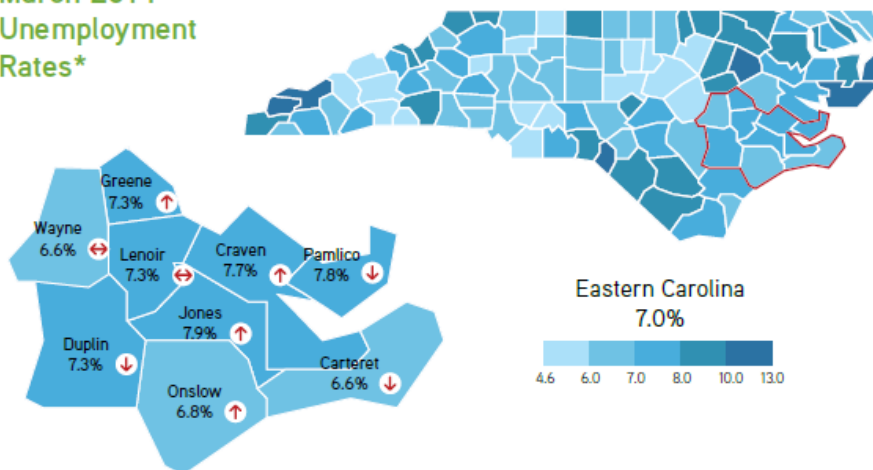 Unemployment
Rates*
Greene
7.3%
Wayne
6.6%
Lenoir
7.3%
Craven
7.7%
Pamlico
7.8%
Jones
7.9%
Duplin
7.3%
Carteret
6.6%
Onslow
6.8%
Eastern Carolina
7.0%
4.6 6.0 7.0 8.0 10.0 13.0